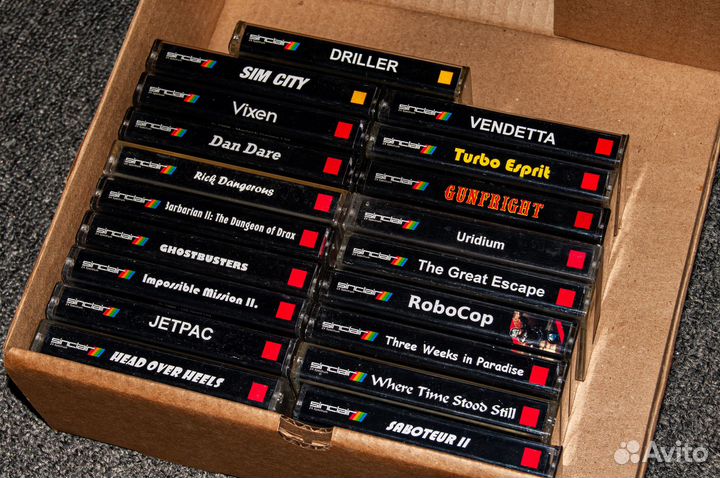 sinclair DRILLER
sinclair SIM CITY
sinclair Vixen
sinclair Dan Dare
sinclair Rick Dangerous
sinclair Barbarian II: The Dungeon of Drax
sinclair GHOSTBUSTERS
sinclair Impossible Mission II.
sinclair JETPAC
sinclair HEAD OVER HEELS
sinclair VENDETTA
sinclair Turbo Esprit
sinclair GUNFRIGHT
sinclair Uridium
sinclair The Great Escape
sinclair RoboCop
sinclair Three Weeks in Paradise
sinclair Where Time Stood Still
sinclair SABOTEUR II
Avito